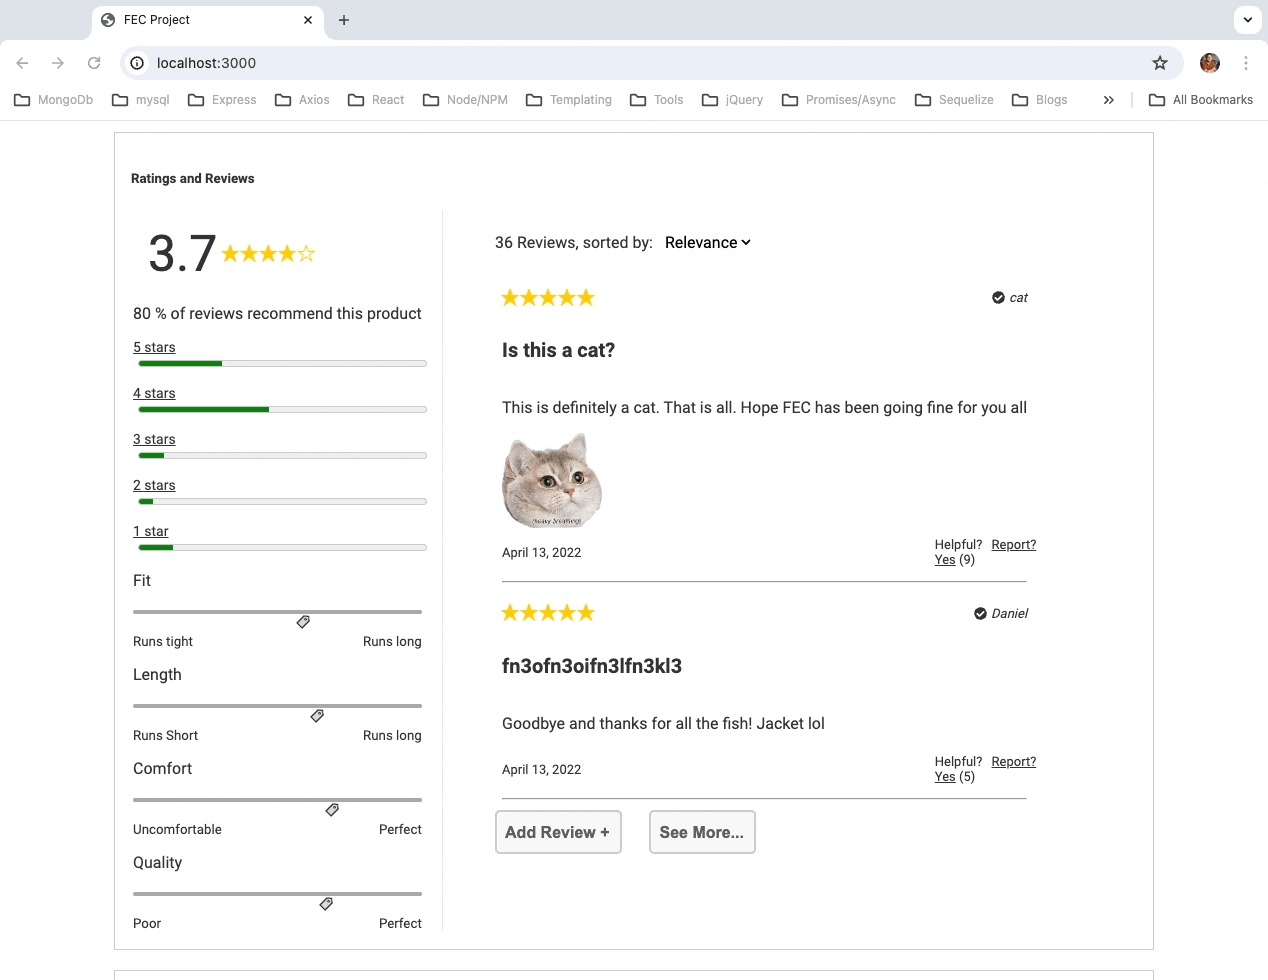 FEC Project
localhost:3000
MongoDb mysql Express Axios React Node/NPM Templating Tools jQuery Promises/Async Sequelize Blogs » All Bookmarks
Ratings and Reviews
3.7
80 % of reviews recommend this product
5 stars
4 stars
3 stars
2 stars
1 star
Fit
Runs tight Runs long
Length
Runs Short Runs long
Comfort
Uncomfortable Perfect
Quality
Poor Perfect
36 Reviews, sorted by: Relevance
cat
Is this a cat?
This is definitely a cat. That is all. Hope FEC has been going fine for you all
(heavy breathing)
April 13, 2022
Helpful? Report?
Yes (9)
Daniel
fn3ofn3oifn3lfn3kl3
Goodbye and thanks for all the fish! Jacket lol
April 13, 2022
Helpful? Report?
Yes (5)
Add Review + See More...